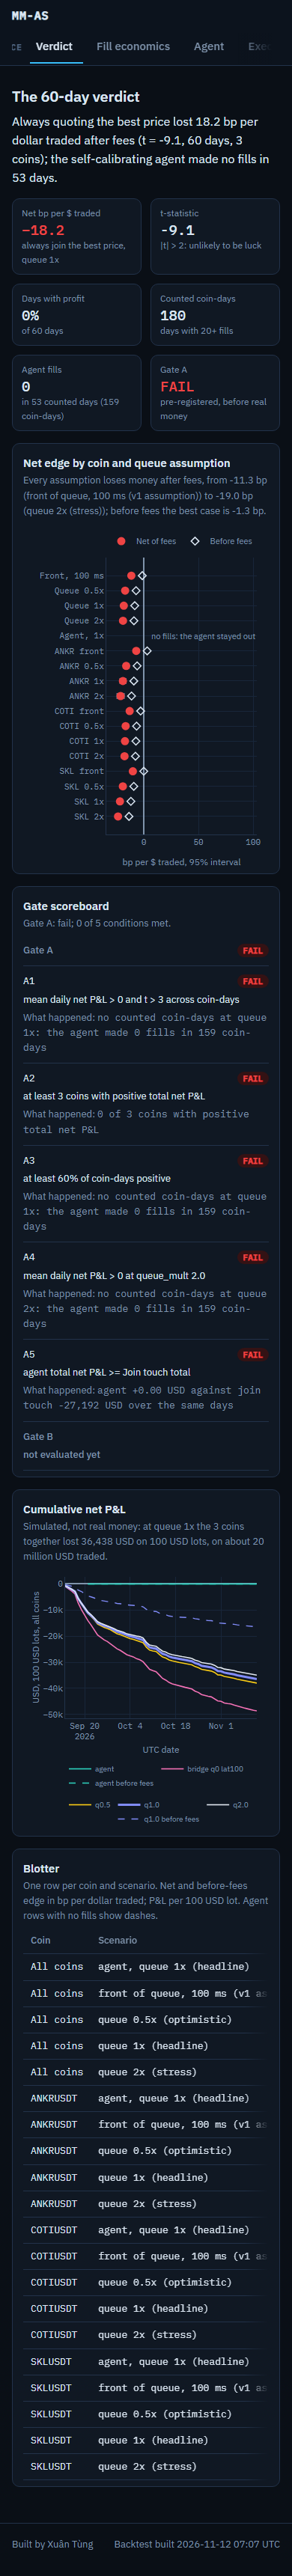 MM-AS
CE Verdict Fill economics Agent Exe
The 60-day verdict
Always quoting the best price lost 18.2 bp per
dollar traded after fees (t = -9.1, 60 days, 3
coins); the self-calibrating agent made no fills in
53 days.
Net bp per $ traded
−18.2
always join the best price,
queue 1x
t-statistic
-9.1
|t| > 2: unlikely to be luck
Days with profit
0%
of 60 days
Counted coin-days
180
days with 20+ fills
Agent fills
0
in 53 counted days (159
coin-days)
Gate A
FAIL
pre-registered, before real
money
Net edge by coin and queue assumption
Every assumption loses money after fees, from -11.3 bp
(front of queue, 100 ms (v1 assumption)) to -19.0 bp
(queue 2x (stress)); before fees the best case is -1.3 bp.
Net of fees Before fees
Front, 100 ms
Queue 0.5x
Queue 1x
Queue 2x
Agent, 1x no fills: the agent stayed out
ANKR front
ANKR 0.5x
ANKR 1x
ANKR 2x
COTI front
COTI 0.5x
COTI 1x
COTI 2x
SKL front
SKL 0.5x
SKL 1x
SKL 2x
0 50 100
bp per $ traded, 95% interval
Gate scoreboard
Gate A: fail; 0 of 5 conditions met.
Gate A FAIL
A1 FAIL
mean daily net P&L > 0 and t > 3 across coin-days
What happened: no counted coin-days at queue
1x: the agent made 0 fills in 159 coin-
days
A2 FAIL
at least 3 coins with positive total net P&L
What happened: 0 of 3 coins with positive
total net P&L
A3 FAIL
at least 60% of coin-days positive
What happened: no counted coin-days at queue
1x: the agent made 0 fills in 159 coin-
days
A4 FAIL
mean daily net P&L > 0 at queue_mult 2.0
What happened: no counted coin-days at queue
2x: the agent made 0 fills in 159 coin-
days
A5 FAIL
agent total net P&L >= Join touch total
What happened: agent +0.00 USD against join
touch -27,192 USD over the same days
Gate B
not evaluated yet
Cumulative net P&L
Simulated, not real money: at queue 1x the 3 coins
together lost 36,438 USD on 100 USD lots, on about 20
million USD traded.
USD, 100 USD lots, all coins
0
−10k
−20k
−30k
−40k
−50k
Sep 20 Oct 4 Oct 18 Nov 1
2026
UTC date
agent bridge q0 lat100
agent before fees
q0.5 q1.0 q2.0
q1.0 before fees
Blotter
One row per coin and scenario. Net and before-fees
edge in bp per dollar traded; P&L per 100 USD lot. Agent
rows with no fills show dashes.
Coin Scenario
All coins agent, queue 1x (headline)
All coins front of queue, 100 ms (v1 as
All coins queue 0.5x (optimistic)
All coins queue 1x (headline)
All coins queue 2x (stress)
ANKRUSDT agent, queue 1x (headline)
ANKRUSDT front of queue, 100 ms (v1 as
ANKRUSDT queue 0.5x (optimistic)
ANKRUSDT queue 1x (headline)
ANKRUSDT queue 2x (stress)
COTIUSDT agent, queue 1x (headline)
COTIUSDT front of queue, 100 ms (v1 as
COTIUSDT queue 0.5x (optimistic)
COTIUSDT queue 1x (headline)
COTIUSDT queue 2x (stress)
SKLUSDT agent, queue 1x (headline)
SKLUSDT front of queue, 100 ms (v1 as
SKLUSDT queue 0.5x (optimistic)
SKLUSDT queue 1x (headline)
SKLUSDT queue 2x (stress)
Built by Xuân Tùng Backtest built 2026-11-12 07:07 UTC